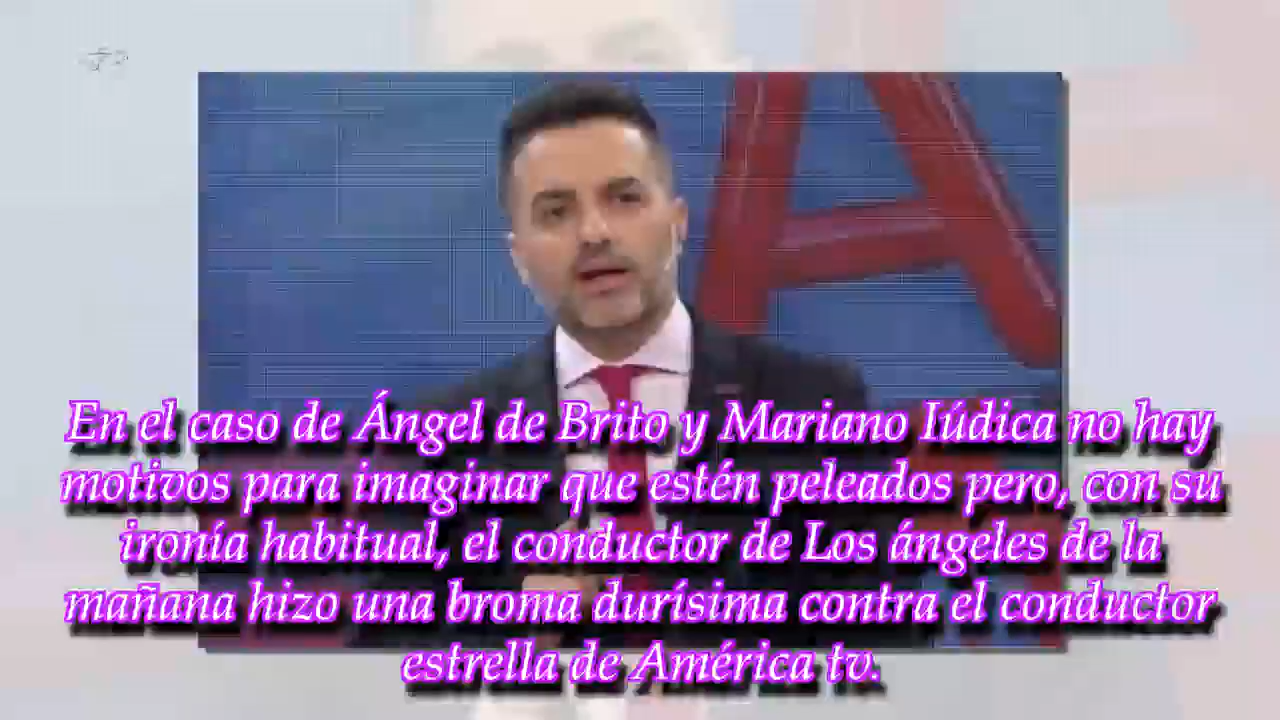 En el caso de Ángel de Brito y Mariano Iúdica no hay
motivos para imaginar que estén peleados pero, con su
ironía habitual, el conductor de Los ángeles de la
mañana hizo una broma durísima contra el conductor
estrella de América tv.